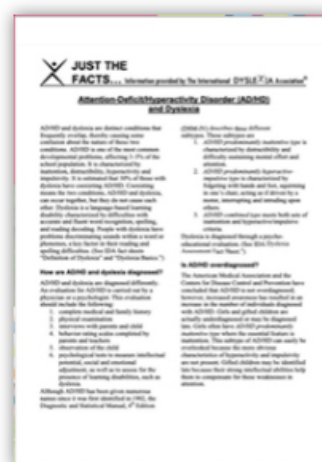 JUST THE
FACTS... Information provided by The International DYSLEXIA Association®
Attention-Deficit/Hyperactivity Disorder (AD/HD)
and Dyslexia
AD/HD and dyslexia are distinct conditions that
frequently overlap, thereby causing some
confusion about the nature of these two
conditions. AD/HD is one of the most common
developmental problems, affecting 3-5% of the
school population. It is characterized by
inattention, distractibility, hyperactivity and
impulsivity. It is estimated that 30% of those with
dyslexia have coexisting AD/HD. Coexisting
means the two conditions, AD/HD and dyslexia,
can occur together, but they do not cause each
other. Dyslexia is a language-based learning
disability characterized by difficulties with
accurate and fluent word recognition, spelling,
and reading decoding. People with dyslexia have
problems discriminating sounds within a word or
phonemes, a key factor in their reading and
spelling difficulties. (See IDA fact sheets
"Definition of Dyslexia" and "Dyslexia Basics.")
How are AD/HD and dyslexia diagnosed?
AD/HD and dyslexia are diagnosed differently.
An evaluation for AD/HD is carried out by a
physician or a psychologist. This evaluation
should include the following:
1. complete medical and family history
2. physical examination
3. interviews with parents and child
4. behavior rating scales completed by
parents and teachers
5. observation of the child
6. psychological tests to measure intellectual
potential, social and emotional
adjustment, as well as to assess for the
presence of learning disabilities, such as
dyslexia.
Although AD/HD has been given numerous
names since it was first identified in 1902, the
Diagnostic and Statistical Manual, 4th Edition
(DSM-IV) describes three different
subtypes. These subtypes are
1. AD/HD predominantly inattentive type is
characterized by distractibility and
difficulty sustaining mental effort and
attention.
2. AD/HD predominantly hyperactive-
impulsive type is characterized by
fidgeting with hands and feet, squirming
in one's chair, acting as if driven by a
motor, interrupting and intruding upon
others.
3. AD/HD combined type meets both sets of
inattention and hyperactive/impulsive
criteria.
Dyslexia is diagnosed through a psycho-
educational evaluation. (See IDA Dyslexia
Assessment Fact Sheet.")
Is AD/HD overdiagnosed?
The American Medical Association and the
Centers for Disease Control and Prevention have
concluded that AD/HD is not overdiagnosed;
however, increased awareness has resulted in an
increase in the number of individuals diagnosed
with AD/HD. Girls and gifted children are
actually underdiagnosed or may be diagnosed
late. Girls often have AD/HD predominantly
inattentive type where the essential feature is
inattention. This subtype of AD/HD can easily be
overlooked because the more obvious
characteristics of hyperactivity and impulsivity
are not present. Gifted children may be identified
late because their strong intellectual abilities help
them to compensate for these weaknesses in
attention.